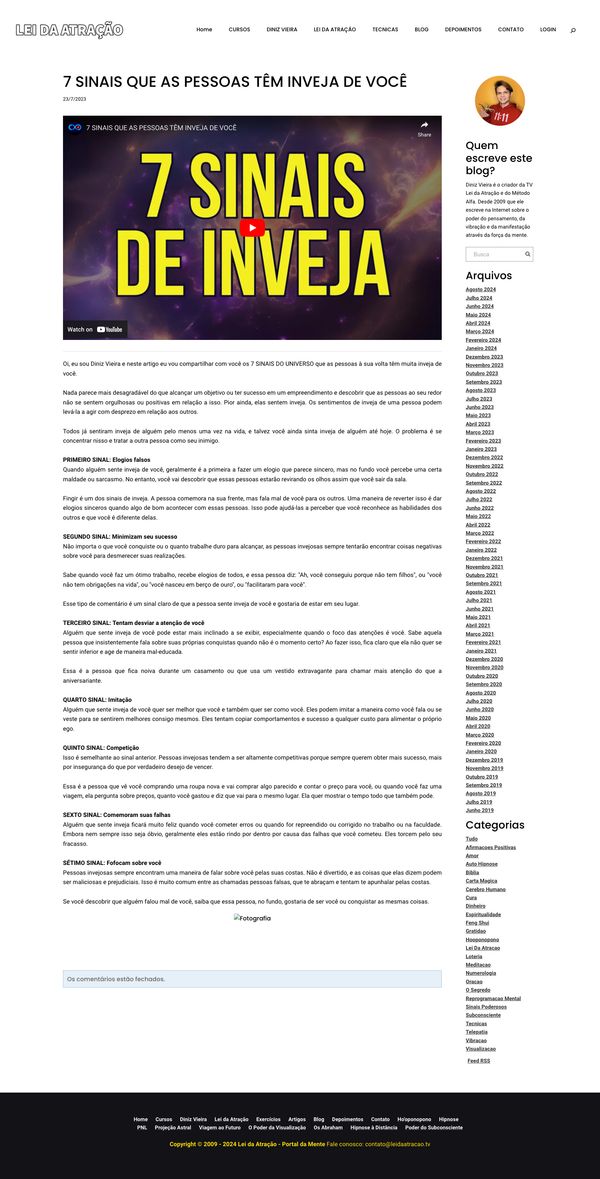 LEI DA ATRAÇÃO
Home CURSOS DINIZ VIEIRA LEI DA ATRAÇÃO TECNICAS BLOG DEPOIMENTOS CONTATO LOGIN
7 SINAIS QUE AS PESSOAS TÊM INVEJA DE VOCÊ
23/7/2023
7 SINAIS QUE AS PESSOAS TÊM INVEJA DE VOCÊ
Share
7 SINAIS
DE INVEJA
Watch on YouTube
Oi, eu sou Diniz Vieira e neste artigo eu vou compartilhar com você os 7 SINAIS DO UNIVERSO que as pessoas à sua volta têm muita inveja de
você.
Nada parece mais desagradável do que alcançar um objetivo ou ter sucesso em um empreendimento e descobrir que as pessoas ao seu redor
não se sentem orgulhosas ou positivas em relação a isso. Pior ainda, elas sentem inveja. Os sentimentos de inveja de uma pessoa podem
levá-la a agir com desprezo em relação aos outros.
Todos já sentiram inveja de alguém pelo menos uma vez na vida, e talvez você ainda sinta inveja de alguém até hoje. O problema é se
concentrar nisso e tratar a outra pessoa como seu inimigo.
PRIMEIRO SINAL: Elogios falsos
Quando alguém sente inveja de você, geralmente é a primeira a fazer um elogio que parece sincero, mas no fundo você percebe uma certa
maldade ou sarcasmo. No entanto, você vai descobrir que essas pessoas estarão revirando os olhos assim que você sair da sala.
Fingir é um dos sinais de inveja. A pessoa comemora na sua frente, mas fala mal de você para os outros. Uma maneira de reverter isso é dar
elogios sinceros quando algo de bom acontecer com essas pessoas. Isso pode ajudá-las a perceber que você reconhece as habilidades dos
outros e que você é diferente delas.
SEGUNDO SINAL: Minimizam seu sucesso
Não importa o que você conquiste ou o quanto trabalhe duro para alcançar, as pessoas invejosas sempre tentarão encontrar coisas negativas
sobre você para desmerecer suas realizações.
Sabe quando você faz um ótimo trabalho, recebe elogios de todos, e essa pessoa diz: "Ah, você conseguiu porque não tem filhos", ou "você
não tem obrigações na vida", ou "você nasceu em berço de ouro", ou "facilitaram para você".
Esse tipo de comentário é um sinal claro de que a pessoa sente inveja de você e gostaria de estar em seu lugar.
TERCEIRO SINAL: Tentam desviar a atenção de você
Alguém que sente inveja de você pode estar mais inclinado a se exibir, especialmente quando o foco das atenções é você. Sabe aquela
pessoa que insistentemente fala sobre suas próprias conquistas quando não é o momento certo? Ao fazer isso, fica claro que ela não quer se
sentir inferior e age de maneira mal-educada.
Essa é a pessoa que fica noiva durante um casamento ou que usa um vestido extravagante para chamar mais atenção do que a
aniversariante.
QUARTO SINAL: Imitação
Alguém que sente inveja de você quer ser melhor que você e também quer ser como você. Eles podem imitar a maneira como você fala ou se
veste para se sentirem melhores consigo mesmos. Eles tentam copiar comportamentos e sucesso a qualquer custo para alimentar o próprio
ego.
QUINTO SINAL: Competição
Isso é semelhante ao sinal anterior. Pessoas invejosas tendem a ser altamente competitivas porque sempre querem obter mais sucesso, mais
por insegurança do que por verdadeiro desejo de vencer.
Essa é a pessoa que vê você comprando uma roupa nova e vai comprar algo parecido e contar o preço para você, ou quando você faz uma
viagem, ela pergunta sobre preços, quanto você gastou e diz que vai para o mesmo lugar. Ela quer mostrar o tempo todo que também pode.
SEXTO SINAL: Comemoram suas falhas
Alguém que sente inveja ficará muito feliz quando você cometer erros ou quando for repreendido ou corrigido no trabalho ou na faculdade.
Embora nem sempre isso seja óbvio, geralmente eles estão rindo por dentro por causa das falhas que você cometeu. Eles torcem pelo seu
fracasso.
SÉTIMO SINAL: Fofocam sobre você
Pessoas invejosas sempre encontram uma maneira de falar sobre você pelas suas costas. Não é divertido, e as coisas que elas dizem podem
ser maliciosas e prejudiciais. Isso é muito comum entre as chamadas pessoas falsas, que te abraçam e tentam te apunhalar pelas costas.
Se você descobrir que alguém falou mal de você, saiba que essa pessoa, no fundo, gostaria de ser você ou conquistar as mesmas coisas.
Fotografia
Os comentários estão fechados.
11:11
Quem
escreve este
blog?
Diniz Vieira é o criador da TV
Lei da Atração e do Método
Alfa. Desde 2009 que ele
escreve na Internet sobre o
poder do pensamento, da
vibração e da manifestação
através da força da mente.
Busca
Arquivos
Agosto 2024
Julho 2024
Junho 2024
Maio 2024
Abril 2024
Março 2024
Fevereiro 2024
Janeiro 2024
Dezembro 2023
Novembro 2023
Outubro 2023
Setembro 2023
Agosto 2023
Julho 2023
Junho 2023
Maio 2023
Abril 2023
Março 2023
Fevereiro 2023
Janeiro 2023
Dezembro 2022
Novembro 2022
Outubro 2022
Setembro 2022
Agosto 2022
Julho 2022
Junho 2022
Maio 2022
Abril 2022
Março 2022
Fevereiro 2022
Janeiro 2022
Dezembro 2021
Novembro 2021
Outubro 2021
Setembro 2021
Agosto 2021
Julho 2021
Junho 2021
Maio 2021
Abril 2021
Março 2021
Fevereiro 2021
Janeiro 2021
Dezembro 2020
Novembro 2020
Outubro 2020
Setembro 2020
Agosto 2020
Julho 2020
Junho 2020
Maio 2020
Abril 2020
Março 2020
Fevereiro 2020
Janeiro 2020
Dezembro 2019
Novembro 2019
Outubro 2019
Setembro 2019
Agosto 2019
Julho 2019
Junho 2019
Categorias
Tudo
Afirmacoes Positivas
Amor
Auto Hipnose
Biblia
Carta Magica
Cerebro Humano
Cura
Dinheiro
Espiritualidade
Feng Shui
Gratidao
Hooponopono
Lei Da Atracao
Loteria
Meditacao
Numerologia
Oracao
O Segredo
Reprogramacao Mental
Sinais Poderosos
Subconsciente
Tecnicas
Telepatia
Vibracao
Visualizacao
Feed RSS
Home Cursos Diniz Vieira Lei da Atração Exercícios Artigos Blog Depoimentos Contato Ho'oponopono Hipnose
PNL Projeção Astral Viagem ao Futuro O Poder da Visualização Os Abraham Hipnose à Distância Poder do Subconsciente
Copyright © 2009 - 2024 Lei da Atração - Portal da Mente Fale conosco: contato@leidaatracao.tv